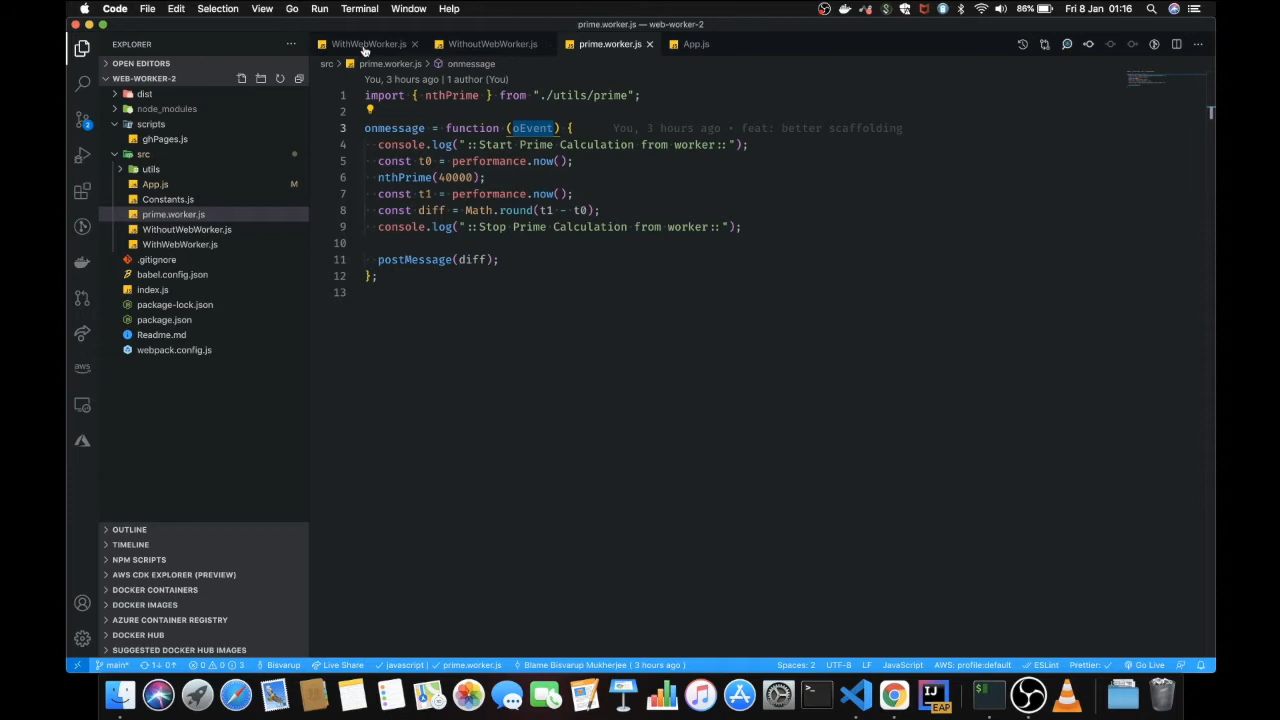 Code File Edit Selection View Go Run Terminal Window Help 86% Fri 8 Jan 01:16
prime.worker.js — web-worker-2
EXPLORER
WithWebWorker.js WithoutWebWorker.js prime.worker.js App.js
OPEN EDITORS
src > prime.worker.js > onmessage
WEB-WORKER-2
You, 3 hours ago | 1 author (You)
dist
node_modules
scripts
ghPages.js
src
utils
App.js M
Constants.js
prime.worker.js
WithoutWebWorker.js
WithWebWorker.js
.gitignore
babel.config.json
index.js
package-lock.json
package.json
Readme.md
webpack.config.js
1 import { nthPrime } from "./utils/prime";
2
3 onmessage = function (oEvent) { You, 3 hours ago • feat: better scaffolding
4 console.log("::Start Prime Calculation from worker::");
5 const t0 = performance.now();
6 nthPrime(40000);
7 const t1 = performance.now();
8 const diff = Math.round(t1 - t0);
9 console.log("::Stop Prime Calculation from worker::");
10
11 postMessage(diff);
12 };
13
2
OUTLINE
TIMELINE
NPM SCRIPTS
AWS CDK EXPLORER (PREVIEW)
DOCKER CONTAINERS
DOCKER IMAGES
AZURE CONTAINER REGISTRY
DOCKER HUB
SUGGESTED DOCKER HUB IMAGES
aws
main* 1↓ 0↑ 0 0 3 Bisvarup Live Share javascript | prime.worker.js Blame Bisvarup Mukherjee ( 3 hours ago ) Spaces: 2 UTF-8 LF JavaScript AWS: profile:default ESLint Prettier: Go Live
IJ
EAP